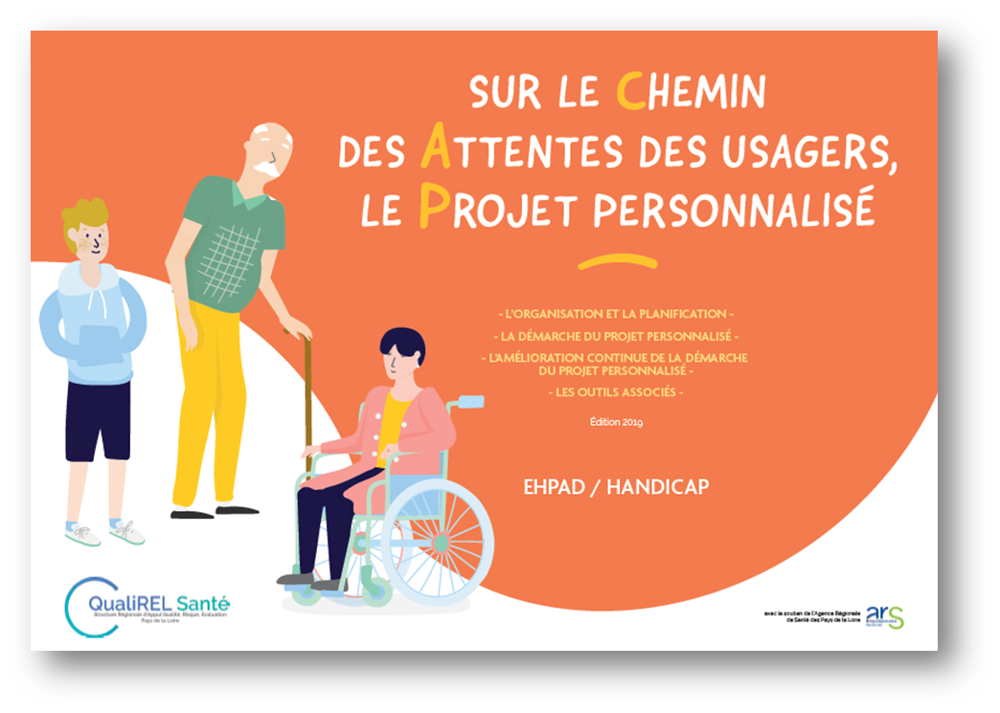 SUR LE CHEMIN
DES ATTENTES DES USAGERS,
LE PROJET PERSONNALISÉ
- L'ORGANISATION ET LA PLANIFICATION -
- LA DÉMARCHE DU PROJET PERSONNALISÉ -
- L'AMÉLIORATION CONTINUE DE LA DÉMARCHE
DU PROJET PERSONNALISÉ -
- LES OUTILS ASSOCIÉS -
Édition 2019
EHPAD / HANDICAP
QualiREL Santé
Structure Régionale d'Appui Qualité, Risque, Evaluation
Pays de la Loire
avec le soutien de l'Agence Régionale
de Santé des Pays de la Loire
ars